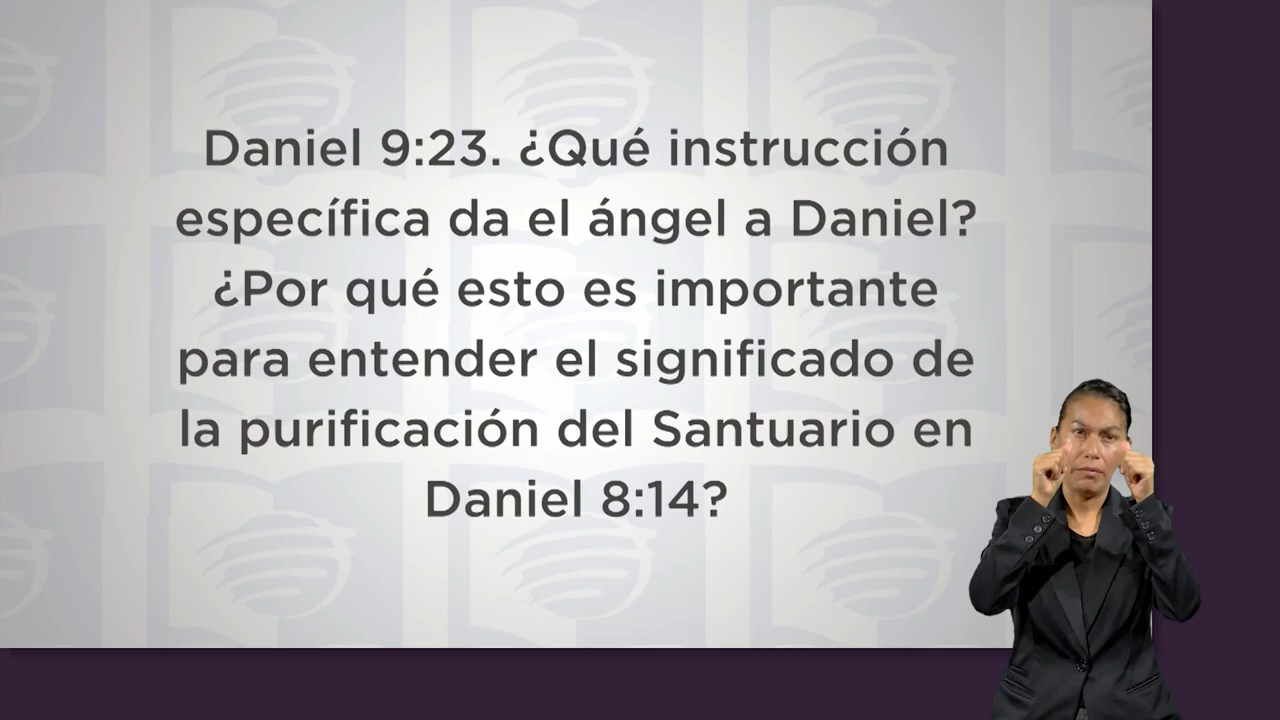 Daniel 9:23. ¿Qué instrucción
específica da el ángel a Daniel?
¿Por qué esto es importante
para entender el significado de
la purificación del Santuario en
Daniel 8:14?